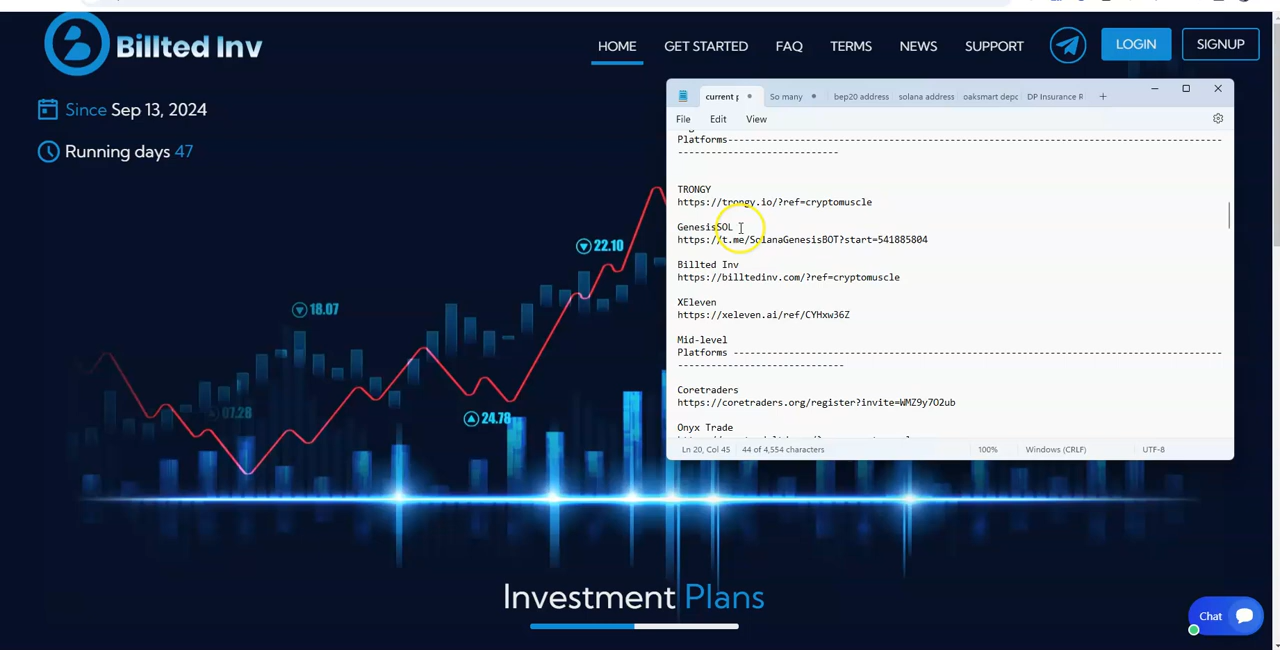 Billted Inv
HOME
GET STARTED
FAQ
TERMS
NEWS
SUPPORT
LOGIN
SIGNUP
Since Sep 13, 2024
Running days 47
current p
So many
bep20 address
solana address
oaksmart depo
DP Insurance R
File
Edit
View
Platforms---------------------------------------------------------------------------------------
-----------------------------
TRONGY
https://trongy.io/?ref=cryptomuscle
GenesisSOL
https://t.me/SolanaGenesisBOT?start=541885804
Billted Inv
https://billtedinv.com/?ref=cryptomuscle
XEleven
https://xeleven.ai/ref/CYHxw36Z
Mid-level
Platforms ---------------------------------------------------------------------------------------
------------------------------
Coretraders
https://coretraders.org/register?invite=WMZ9y7O2ub
Onyx Trade
Ln 20, Col 45
44 of 4,554 characters
100%
Windows (CRLF)
UTF-8
22.10
18.07
07.28
24.78
Investment Plans
Chat